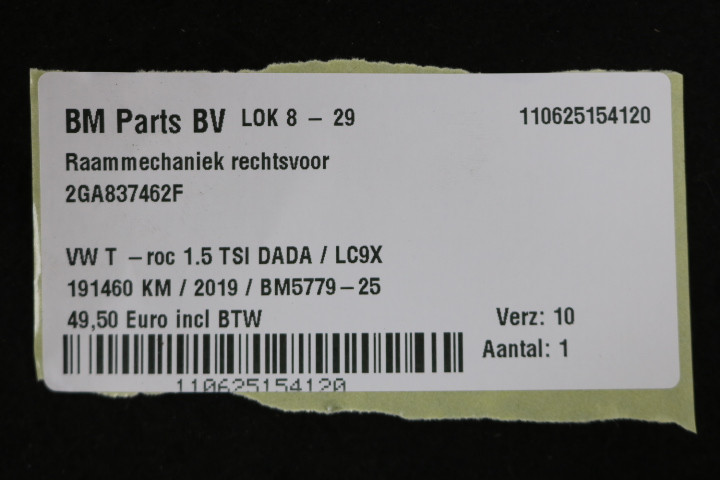 BM Parts BV LOK 8 - 29 110625154120
Raammechaniek rechtsvoor
2GA837462F
VW T -roc 1.5 TSI DADA / LC9X
191460 KM / 2019 / BM5779-25
49,50 Euro incl BTW Verz: 10
Aantal: 1
110625154120